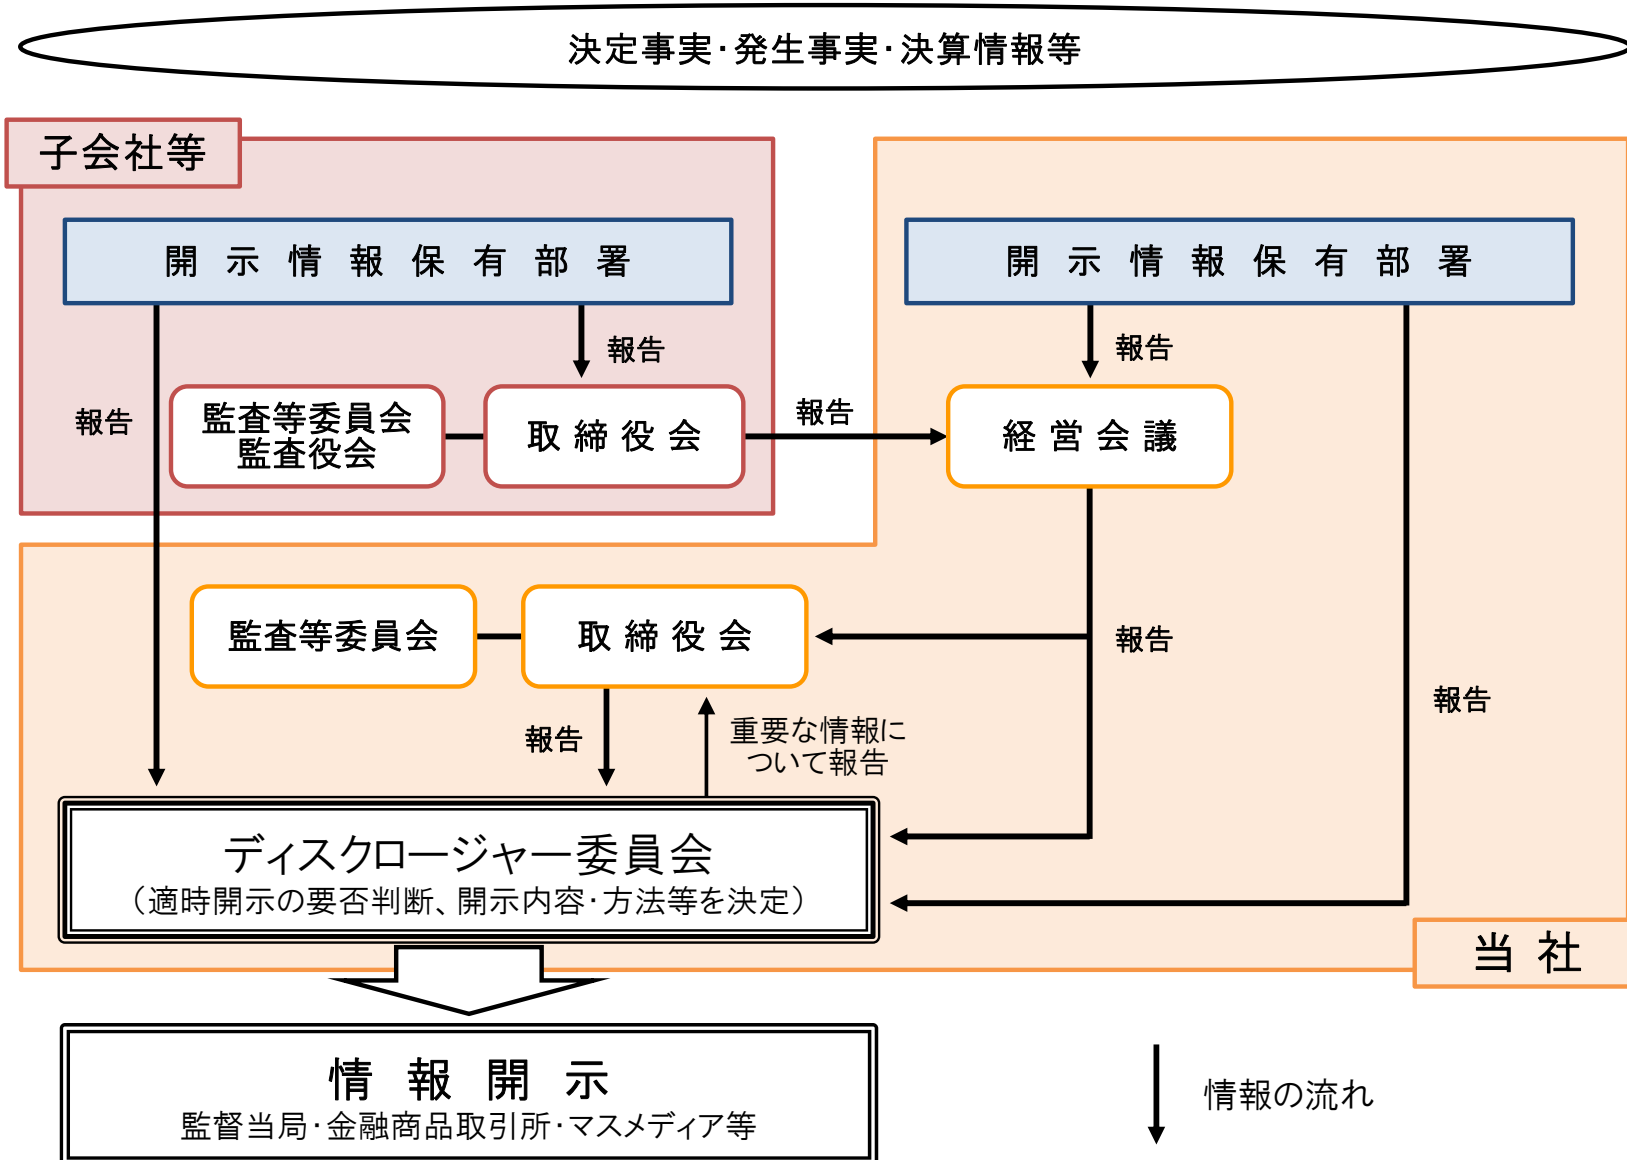 決定事実・発生事実・決算情報等
子会社等
開示情報保有部署
開示情報保有部署
報告
報告
報告
監査等委員会
監査役会
取締役会
報告
経営会議
監査等委員会
取締役会
報告
報告
報告
重要な情報に
ついて報告
ディスクロージャー委員会
（適時開示の要否判断、開示内容・方法等を決定）
当社
情報開示
監督当局・金融商品取引所・マスメディア等
情報の流れ